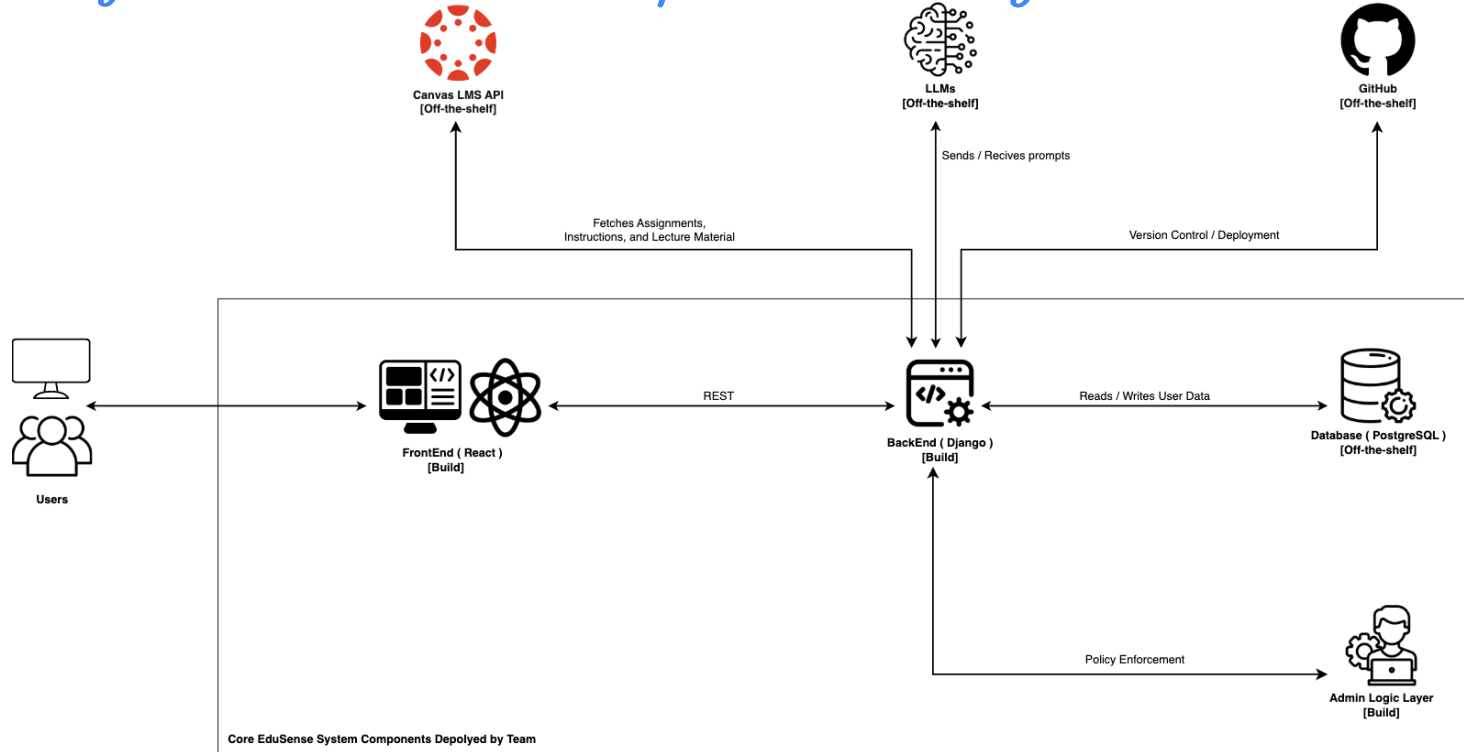 Canvas LMS API
[Off-the-shelf]
LLMs
[Off-the-shelf]
GitHub
[Off-the-shelf]
Sends / Recives prompts
Fetches Assignments,
Instructions, and Lecture Material
Version Control / Deployment
REST
Reads / Writes User Data
FrontEnd ( React )
[Build]
BackEnd ( Django )
[Build]
Database ( PostgreSQL )
[Off-the-shelf]
Users
Policy Enforcement
Admin Logic Layer
[Build]
Core EduSense System Components Depolyed by Team